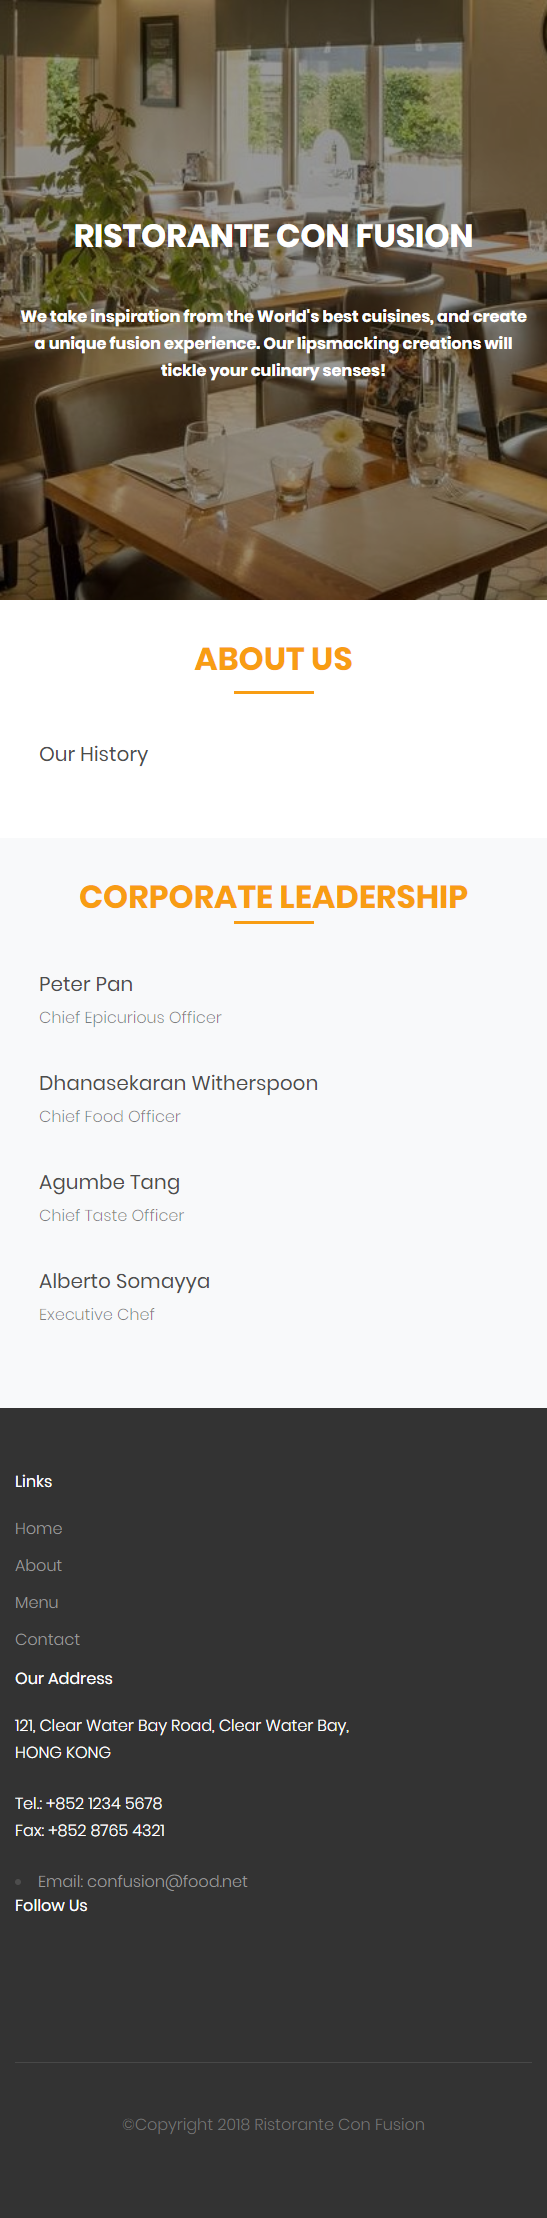 RISTORANTE CON FUSION
We take inspiration from the World's best cuisines, and create
a unique fusion experience. Our lipsmacking creations will
tickle your culinary senses!
ABOUT US
Our History
CORPORATE LEADERSHIP
Peter Pan
Chief Epicurious Officer
Dhanasekaran Witherspoon
Chief Food Officer
Agumbe Tang
Chief Taste Officer
Alberto Somayya
Executive Chef
Links
Home
About
Menu
Contact
Our Address
121, Clear Water Bay Road, Clear Water Bay,
HONG KONG
Tel.: +852 1234 5678
Fax: +852 8765 4321
Email: confusion@food.net
Follow Us
©Copyright 2018 Ristorante Con Fusion